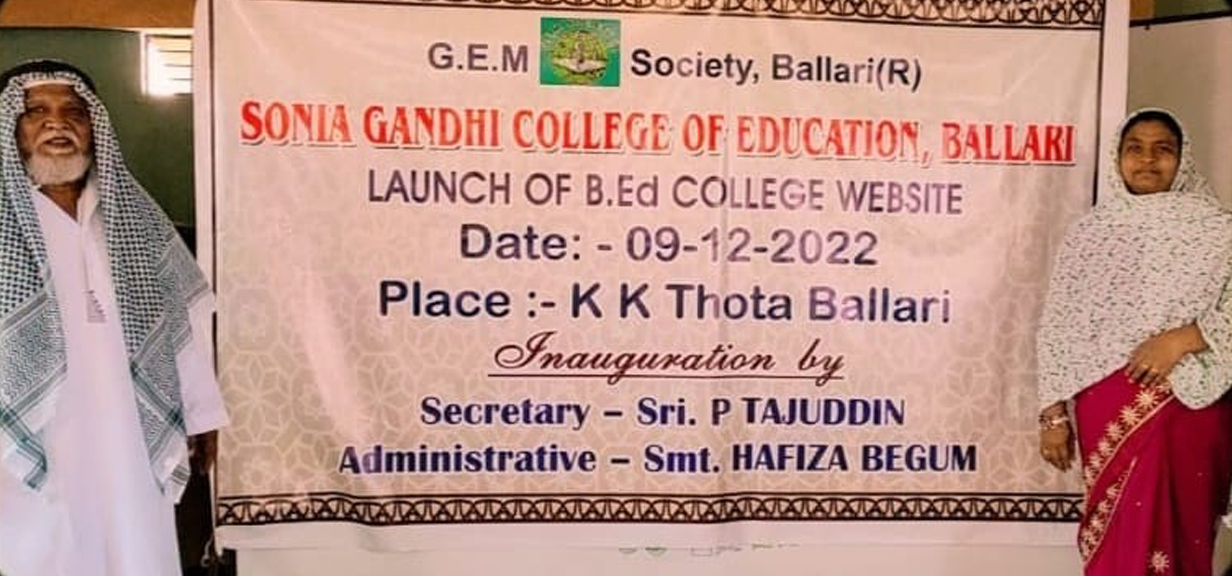 G.E.M Society, Ballari(R)
SONIA GANDHI COLLEGE OF EDUCATION, BALLARI
LAUNCH OF B.Ed COLLEGE WEBSITE
Date: - 09-12-2022
Place :- K K Thota Ballari
Inauguration by
Secretary – Sri. P TAJUDDIN
Administrative – Smt. HAFIZA BEGUM